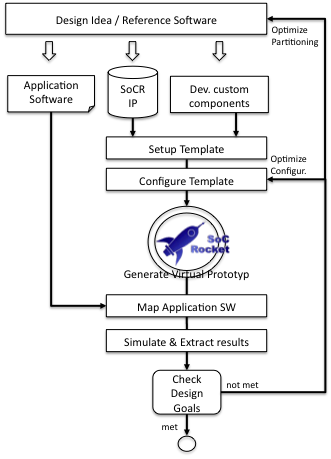 Design Idea / Reference Software
Optimize
Partitioning
Application
Software
SoCR
IP
Dev. custom
components
Setup Template
Optimize
Configur.
Configure Template
SoC
Rocket
Generate Virtual Prototyp
Map Application SW
Simulate & Extract results
Check
Design
Goals
not met
met